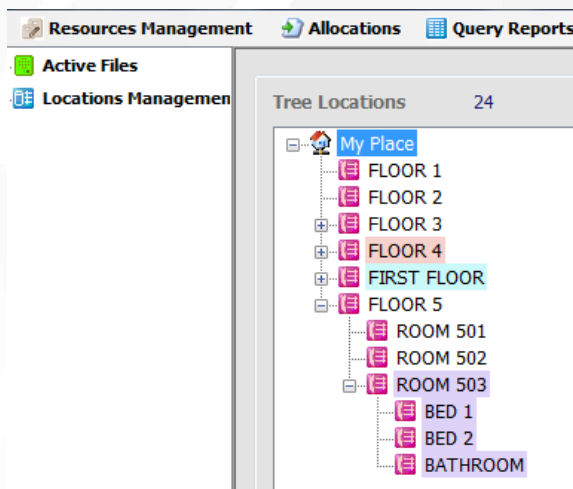 Resources Management Allocations Query Reports
Active Files
Locations Managemen
Tree Locations 24
My Place
FLOOR 1
FLOOR 2
FLOOR 3
FLOOR 4
FIRST FLOOR
FLOOR 5
ROOM 501
ROOM 502
ROOM 503
BED 1
BED 2
BATHROOM